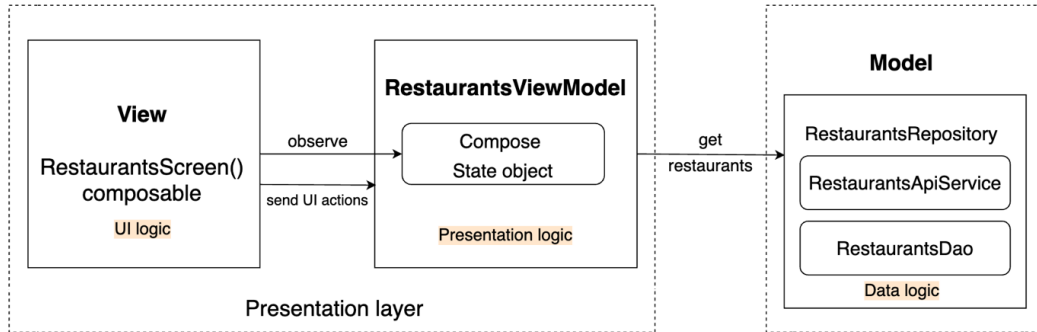 View
RestaurantsScreen()
composable
UI logic
observe
send UI actions
RestaurantsViewModel
Compose
State object
Presentation logic
Presentation layer
get
restaurants
Model
RestaurantsRepository
RestaurantsApiService
RestaurantsDao
Data logic